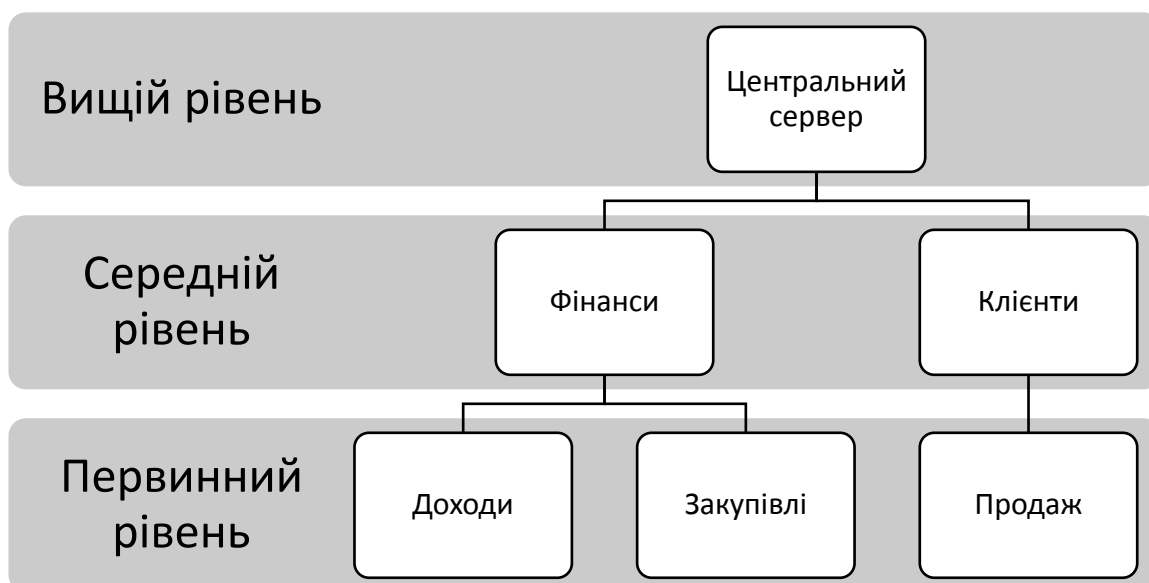 Вищій рівень
Центральний
сервер
Середній
рівень
Фінанси
Клієнти
Первинний
рівень
Доходи
Закупівлі
Продаж